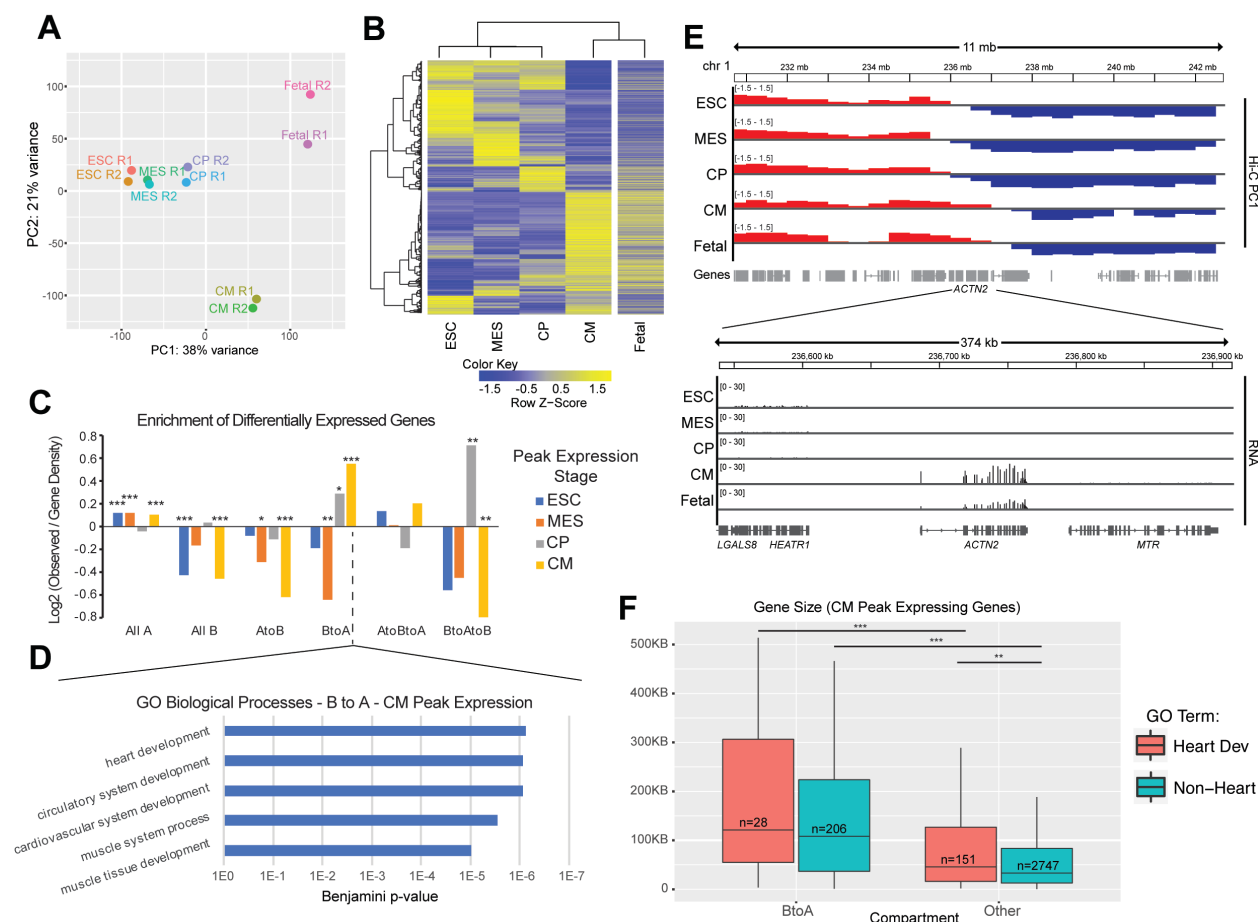 A
PC2: 21% variance
100
50
0
-50
-100
Fetal R2
Fetal R1
ESC R1
CP R2
ESC R2
MES R1
CP R1
MES R2
CM R1
CM R2
-100
0
100
PC1: 38% variance
B
ESC
MES
CP
CM
Fetal
Color Key
-1.5
-0.5
0.5
1.5
Row Z-Score
C
Enrichment of Differentially Expressed Genes
Log2 (Observed / Gene Density)
0.8
0.6
0.4
0.2
0
-0.2
-0.4
-0.6
-0.8
***
***
***
***
***
*
***
**
*
***
**
**
All A
All B
AtoB
BtoA
AtoBtoA
BtoAtoB
Peak Expression
Stage
ESC
MES
CP
CM
D
GO Biological Processes - B to A - CM Peak Expression
heart development
circulatory system development
cardiovascular system development
muscle system process
muscle tissue development
1E0
1E-1
1E-2
1E-3
1E-4
1E-5
1E-6
1E-7
Benjamini p-value
E
11 mb
chr 1
232 mb
234 mb
236 mb
238 mb
240 mb
242 mb
ESC
[-1.5 - 1.5]
MES
[-1.5 - 1.5]
CP
[-1.5 - 1.5]
CM
[-1.5 - 1.5]
Fetal
[-1.5 - 1.5]
Hi-C PC1
Genes
ACTN2
374 kb
236,600 kb
236,700 kb
236,800 kb
236,900 kb
ESC
[0 - 30]
MES
[0 - 30]
CP
[0 - 30]
CM
[0 - 30]
Fetal
[0 - 30]
RNA
LGALS8
HEATR1
ACTN2
MTR
F
Gene Size (CM Peak Expressing Genes)
500KB
400KB
300KB
200KB
100KB
0
***
***
**
n=28
n=206
n=151
n=2747
BtoA
Other
Compartment
GO Term:
Heart Dev
Non-Heart